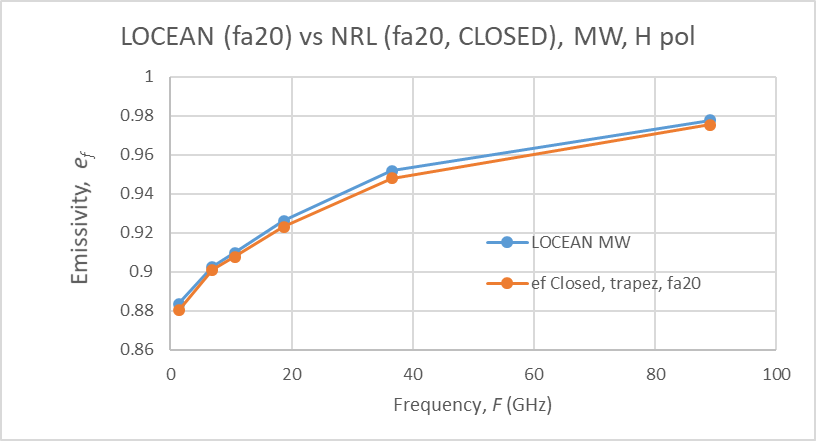 LOCEAN (fa20) vs NRL (fa20, CLOSED), MW, H pol
1
0.98
0.96
0.94
0.92
0.9
0.88
0.86
Emissivity, ef
LOCEAN MW
ef Closed, trapez, fa20
0 20 40 60 80 100
Frequency, F (GHz)